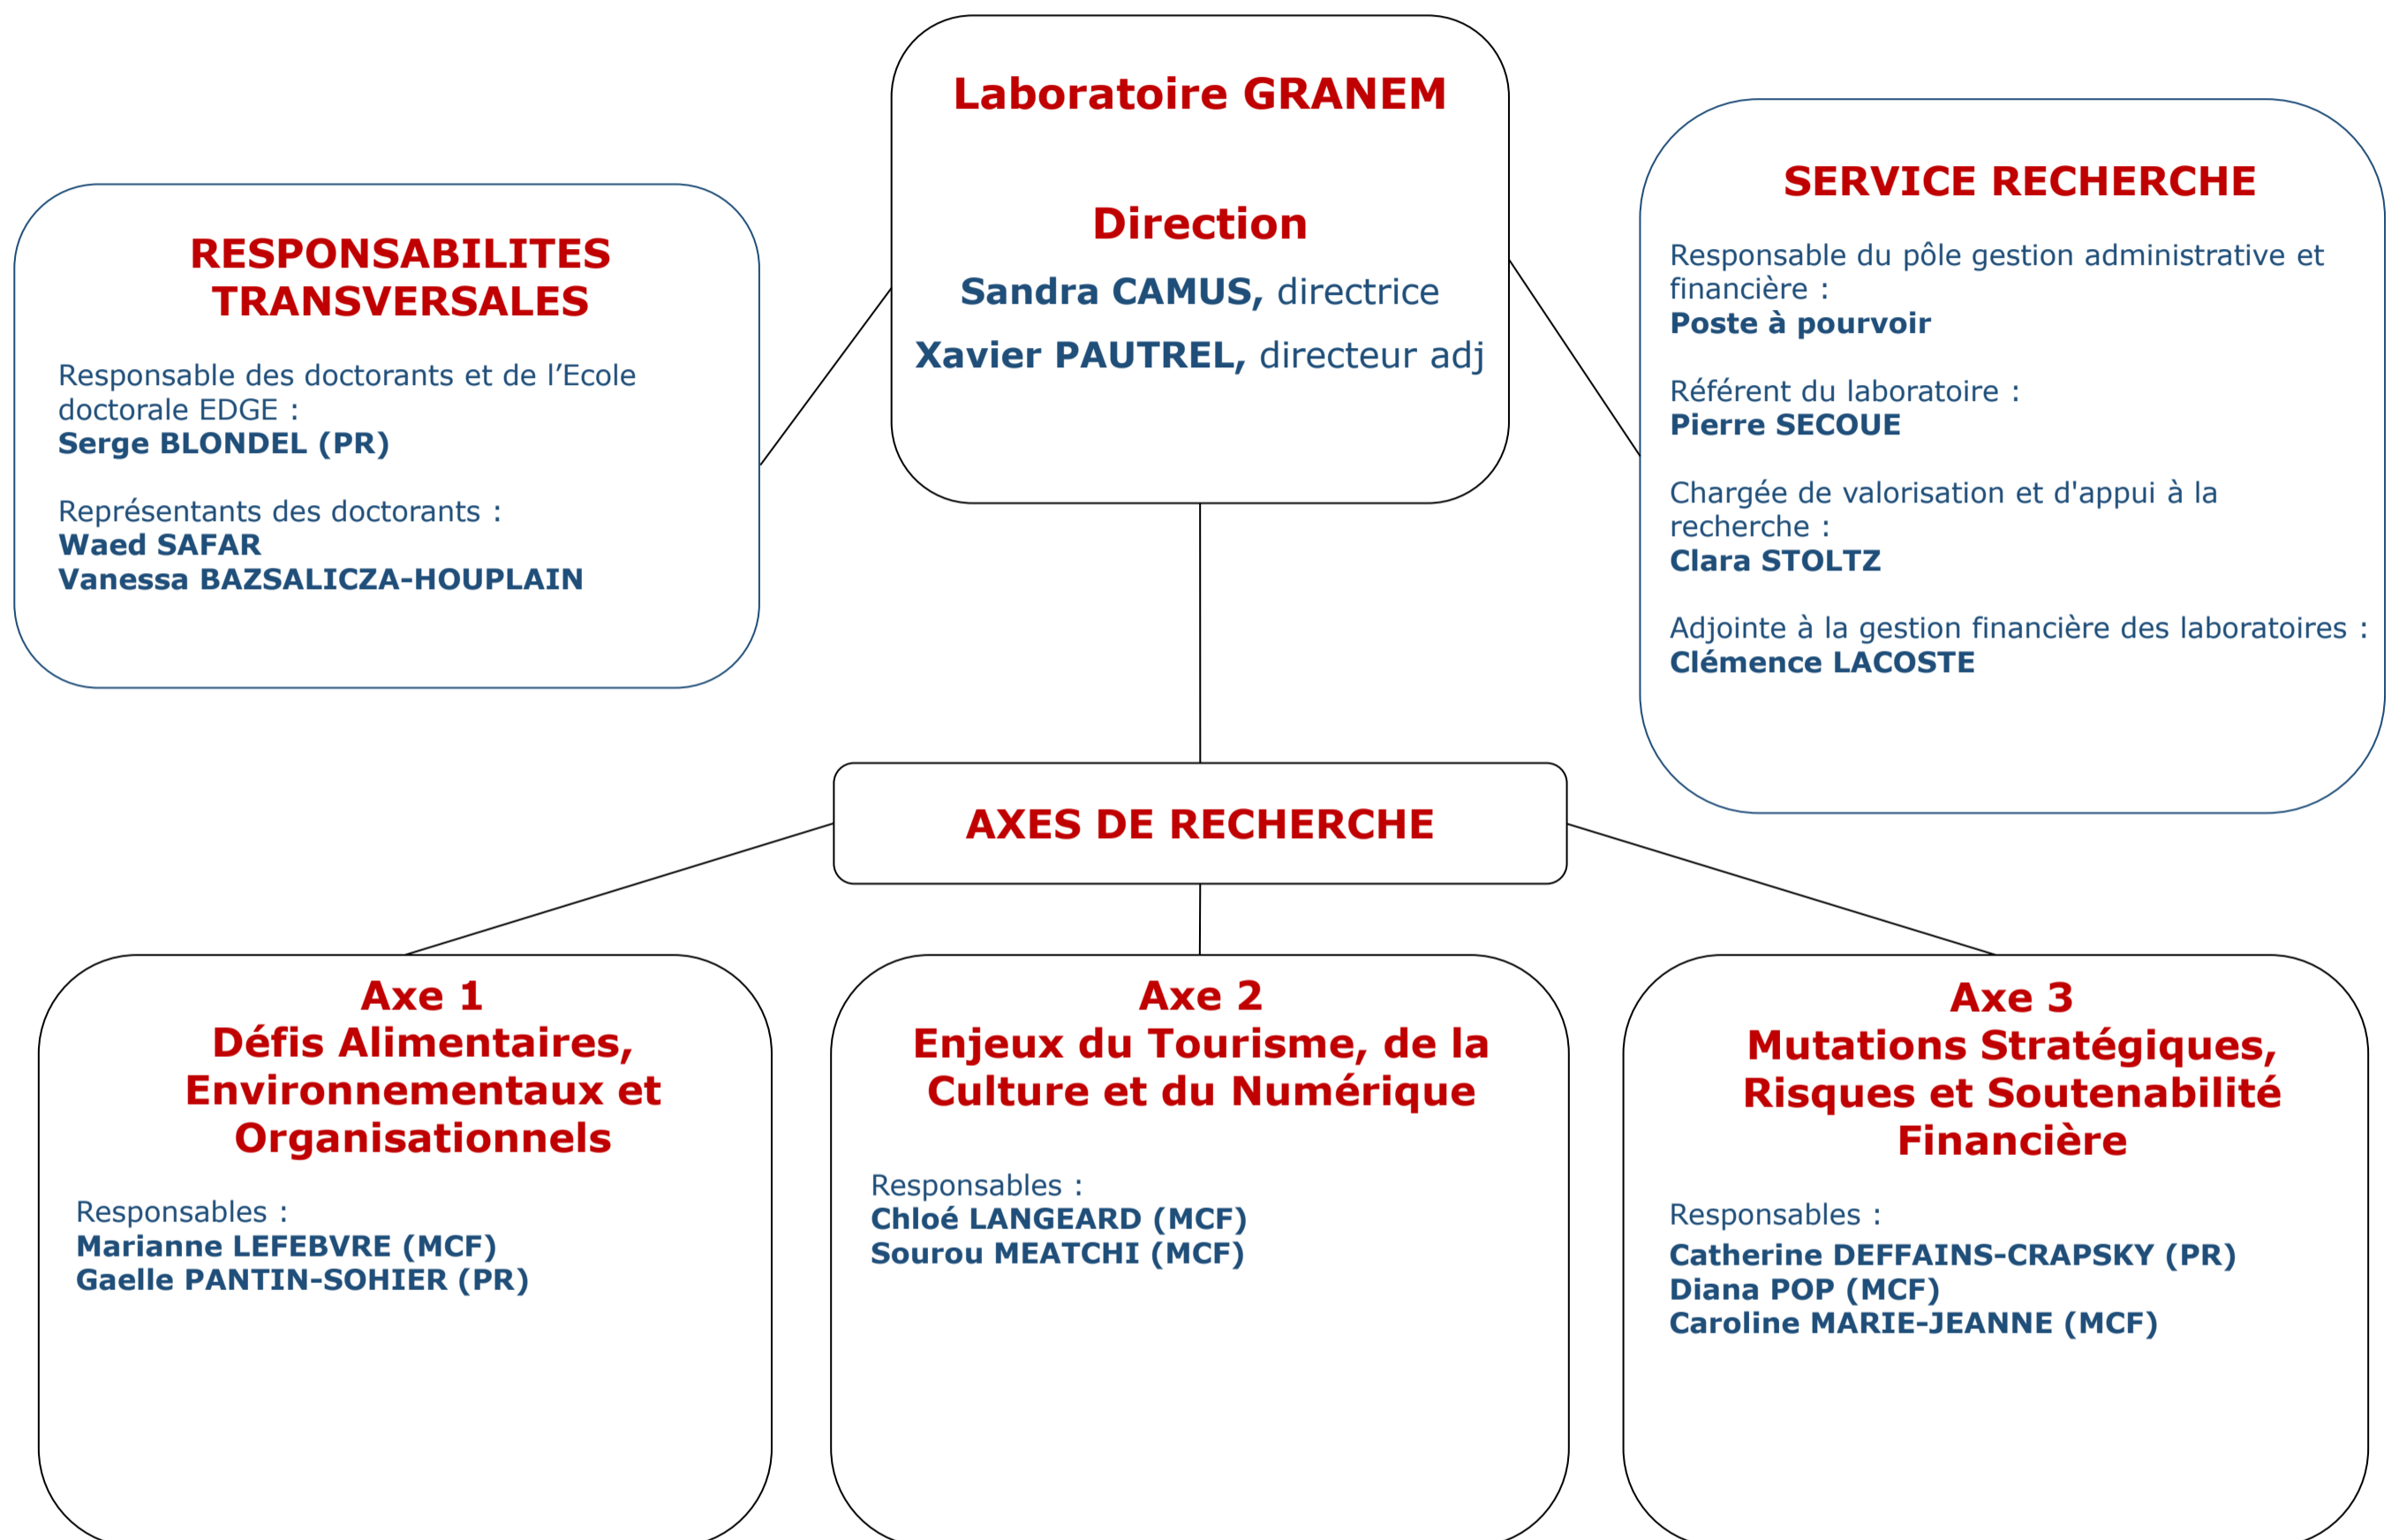 Laboratoire GRANEM
Direction
Sandra CAMUS, directrice
Xavier PAUTREL, directeur adj
RESPONSABILITES
TRANSVERSALES
Responsable des doctorants et de l’Ecole
doctorale EDGE :
Serge BLONDEL (PR)
Représentants des doctorants :
Waed SAFAR
Vanessa BAZSALICZA-HOUPLAIN
SERVICE RECHERCHE
Responsable du pôle gestion administrative et
financière :
Poste à pourvoir
Référent du laboratoire :
Pierre SECOUE
Chargée de valorisation et d'appui à la
recherche :
Clara STOLTZ
Adjointe à la gestion financière des laboratoires :
Clémence LACOSTE
AXES DE RECHERCHE
Axe 1
Défis Alimentaires,
Environnementaux et
Organisationnels
Responsables :
Marianne LEFEBVRE (MCF)
Gaelle PANTIN-SOHIER (PR)
Axe 2
Enjeux du Tourisme, de la
Culture et du Numérique
Responsables :
Chloé LANGEARD (MCF)
Sourou MEATCHI (MCF)
Axe 3
Mutations Stratégiques,
Risques et Soutenabilité
Financière
Responsables :
Catherine DEFFAINS-CRAPSKY (PR)
Diana POP (MCF)
Caroline MARIE-JEANNE (MCF)